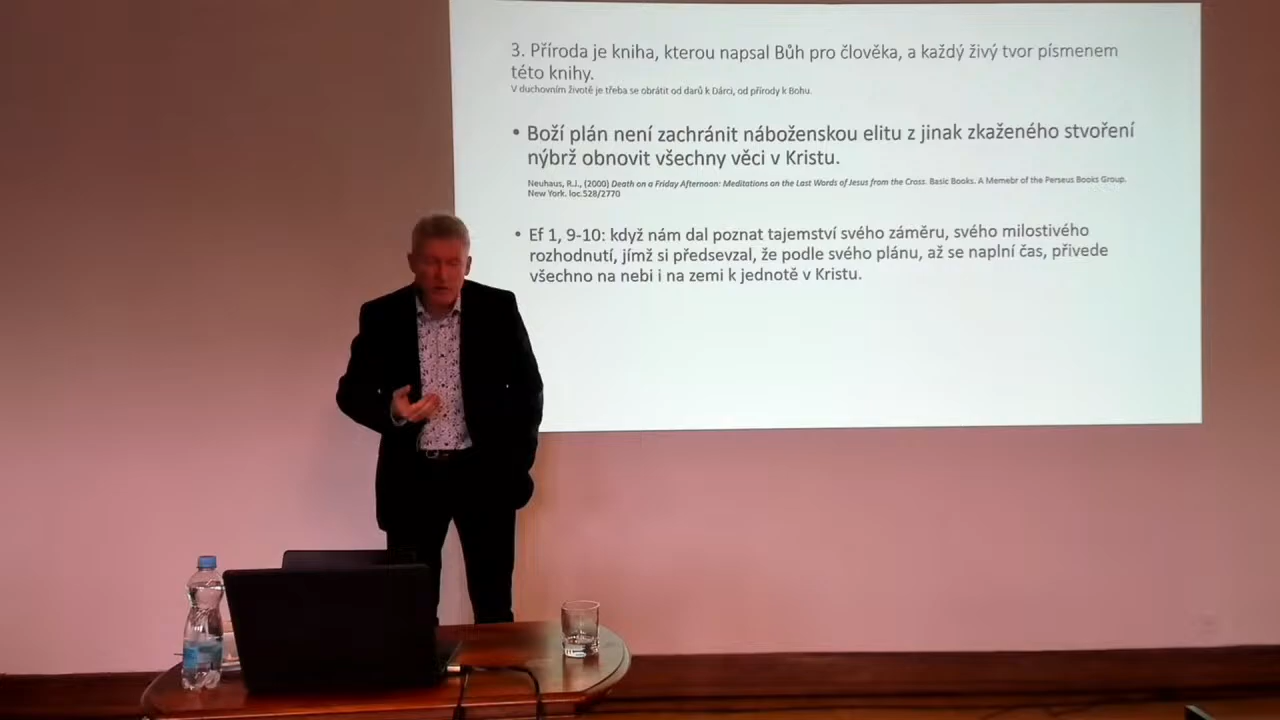 3. Příroda je kniha, kterou napsal Bůh pro člověka, a každý živý tvor písmenem
této knihy.
V duchovním životě je třeba se obrátit od darů k Dárci, od přírody k Bohu.
• Boží plán není zachránit náboženskou elitu z jinak zkaženého stvoření
nýbrž obnovit všechny věci v Kristu.
Neuhaus, R.J., (2000) Death on a Friday Afternoon: Meditations on the Last Words of Jesus from the Cross. Basic Books. A Memebr of the Perseus Books Group.
New York. loc.528/2770
• Ef 1, 9-10: když nám dal poznat tajemství svého záměru, svého milostivého
rozhodnutí, jímž si předsevzal, že podle svého plánu, až se naplní čas, přivede
všechno na nebi i na zemi k jednotě v Kristu.